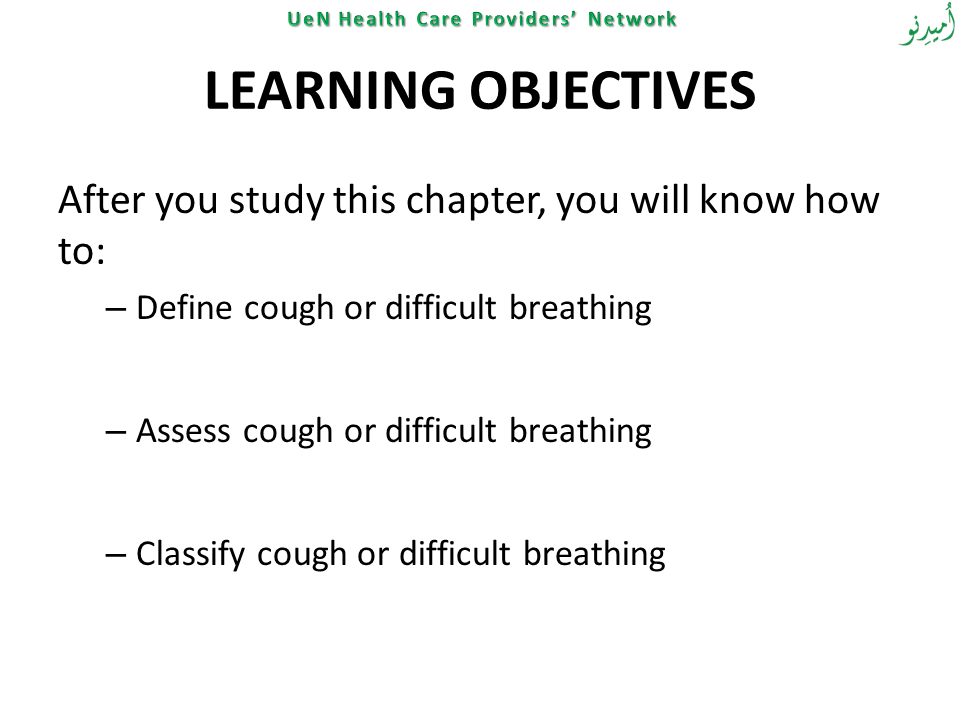 UeN Health Care Providers’ Network
اُمیدِنو
LEARNING OBJECTIVES
After you study this chapter, you will know how
to:
– Define cough or difficult breathing
– Assess cough or difficult breathing
– Classify cough or difficult breathing